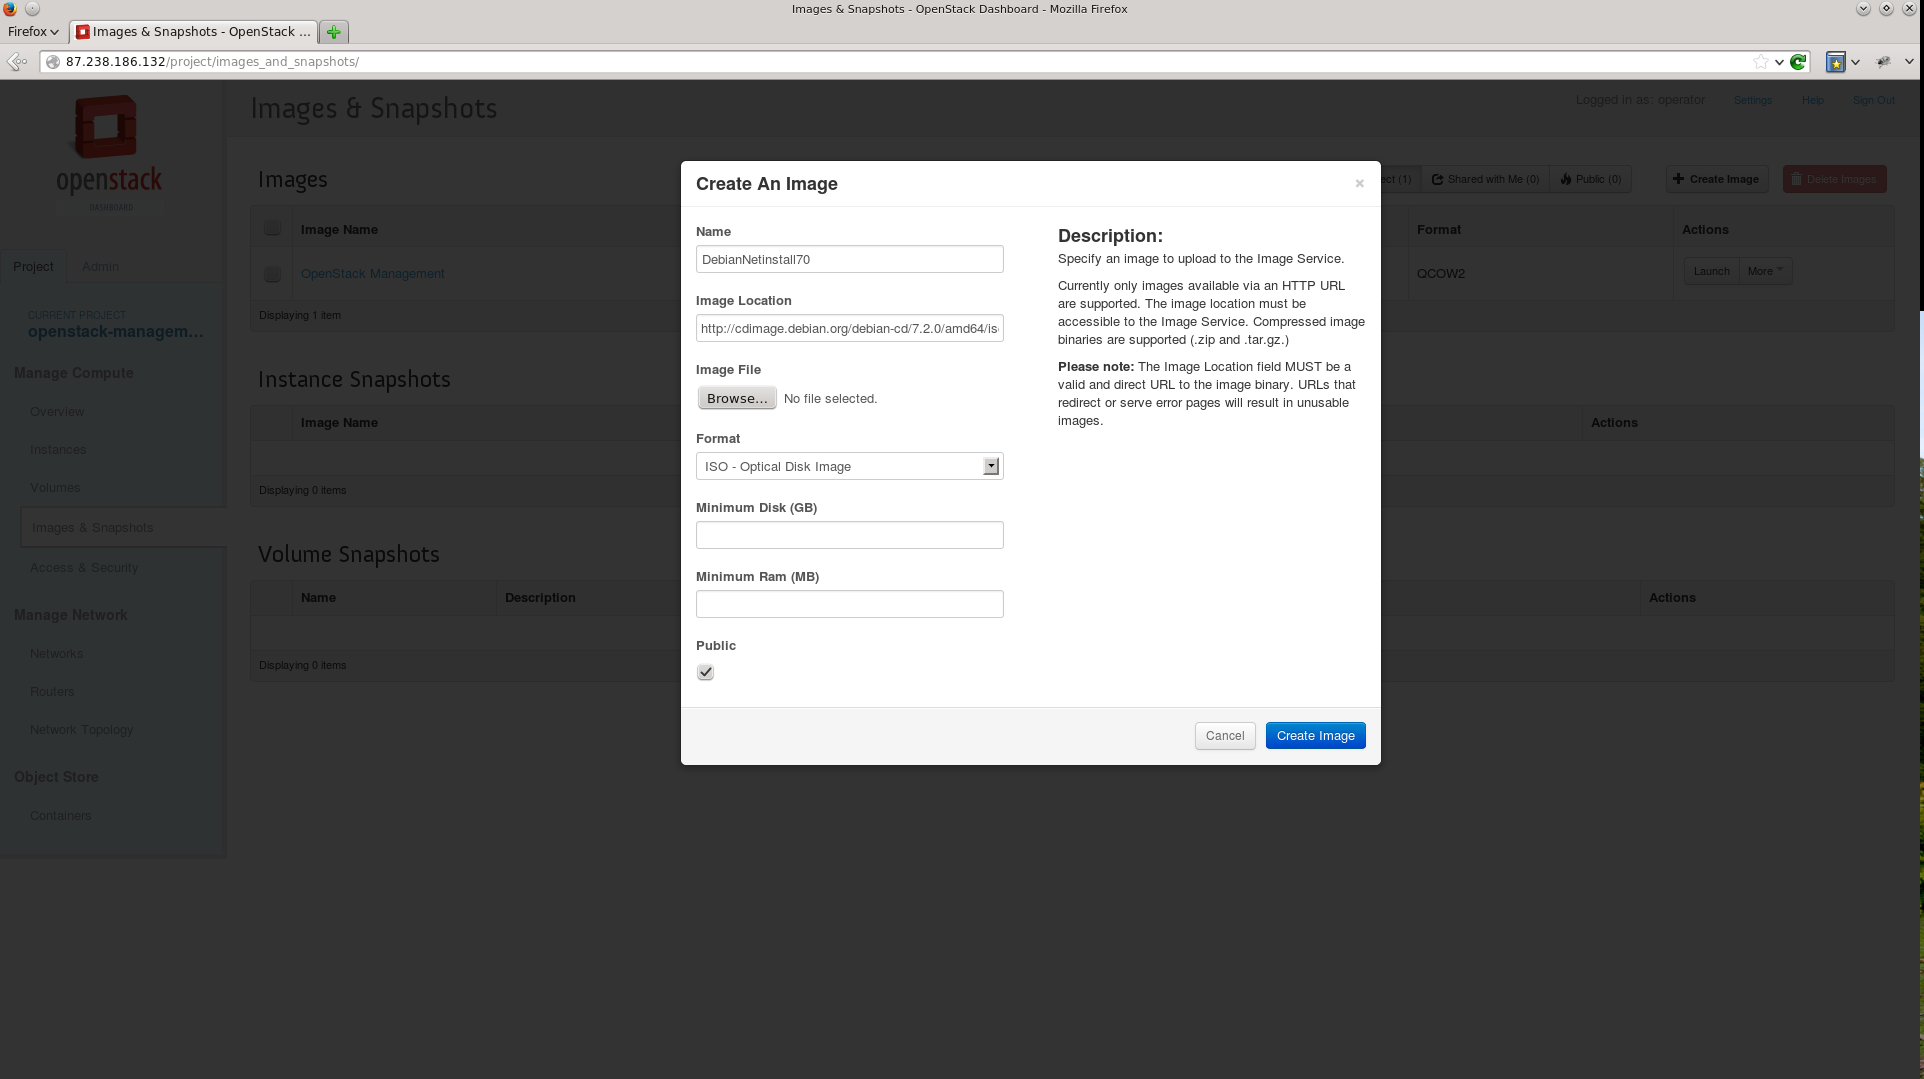 Images & Snapshots - OpenStack Dashboard - Mozilla Firefox
Firefox
Images & Snapshots - OpenStack ...
87.238.186.132/project/images_and_snapshots/
openstack
DASHBOARD
Project
Admin
CURRENT PROJECT
openstack-managem...
Manage Compute
Overview
Instances
Volumes
Images & Snapshots
Access & Security
Manage Network
Networks
Routers
Network Topology
Object Store
Containers
Images & Snapshots
Logged in as: operator
Settings
Help
Sign Out
Images
ect (1)
Shared with Me (0)
Public (0)
Create Image
Delete Images
Image Name
Format
Actions
OpenStack Management
QCOW2
Launch
More
Displaying 1 item
Instance Snapshots
Image Name
Actions
Displaying 0 items
Volume Snapshots
Name
Description
Actions
Displaying 0 items
Create An Image
×
Name
DebianNetinstall70
Image Location
http://cdimage.debian.org/debian-cd/7.2.0/amd64/is
Image File
Browse...
No file selected.
Format
ISO - Optical Disk Image
Minimum Disk (GB)
Minimum Ram (MB)
Public
Description:
Specify an image to upload to the Image Service.
Currently only images available via an HTTP URL
are supported. The image location must be
accessible to the Image Service. Compressed image
binaries are supported (.zip and .tar.gz.)
Please note: The Image Location field MUST be a
valid and direct URL to the image binary. URLs that
redirect or serve error pages will result in unusable
images.
Cancel
Create Image